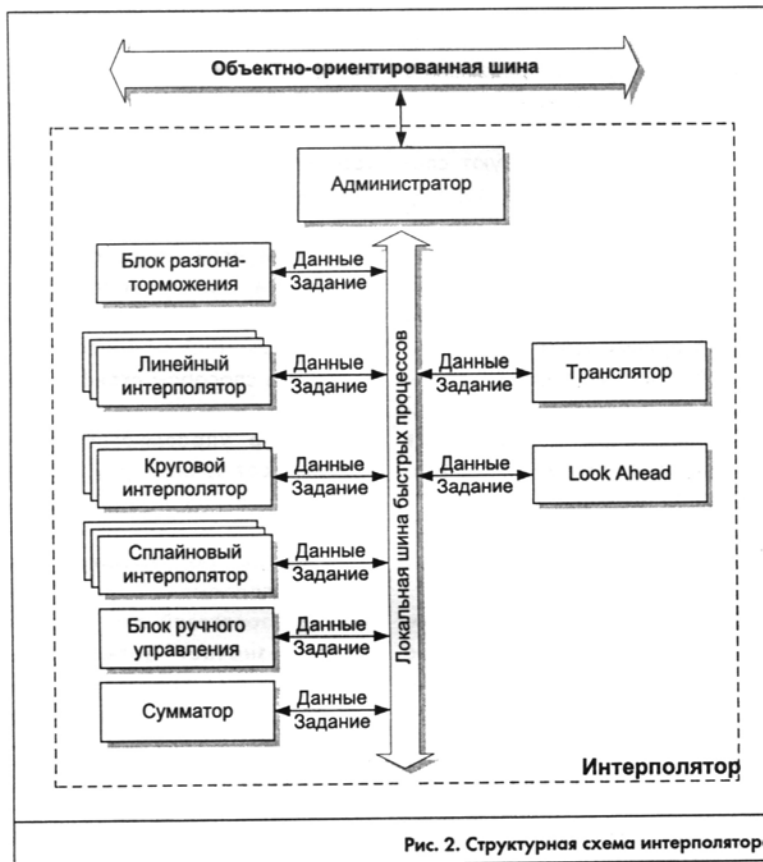 Объектно-ориентированная шина
Администратор
Блок разгона-
торможения
Данные
Задание
Линейный
интерполятор
Данные
Задание
Данные
Задание
Транслятор
Круговой
интерполятор
Данные
Задание
Данные
Задание
Look Ahead
Сплайновый
интерполятор
Данные
Задание
Блок ручного
управления
Данные
Задание
Сумматор
Данные
Задание
Локальная шина быстрых процессов
Интерполятор
Рис. 2. Структурная схема интерполятор